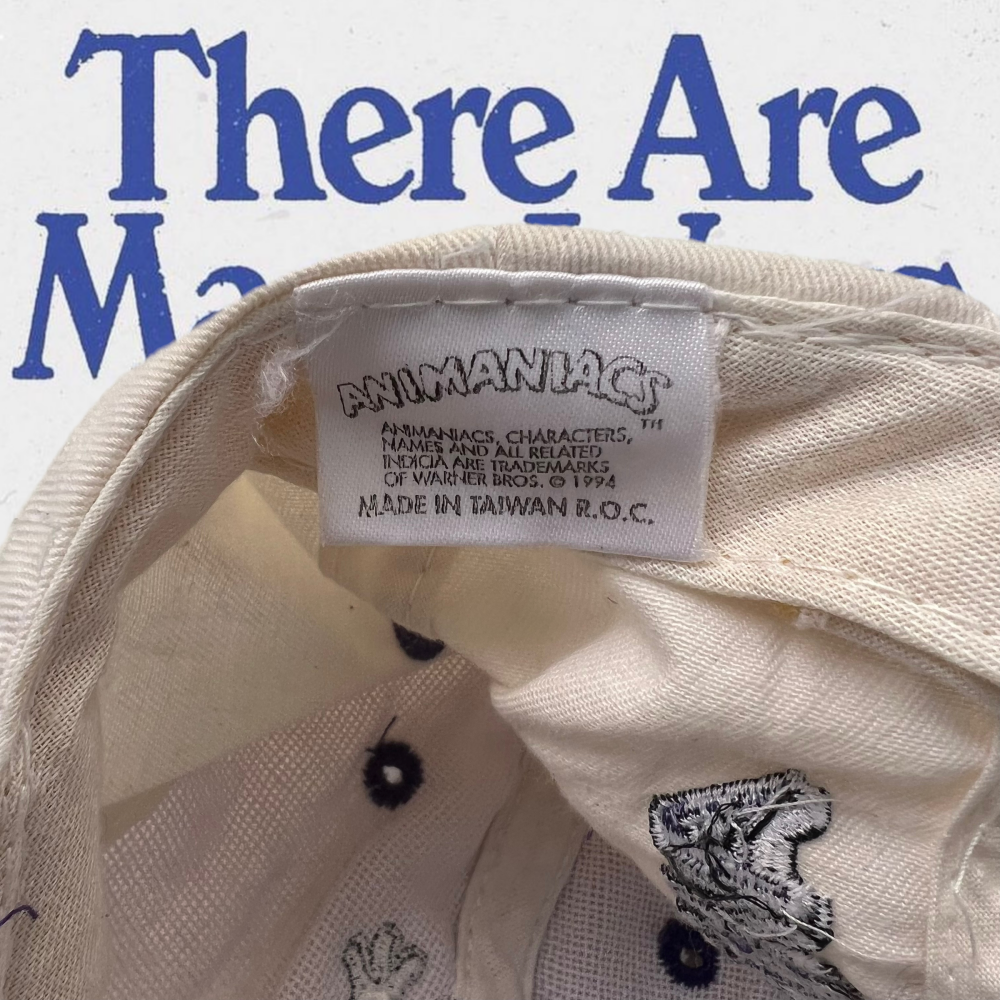 There Are
ANIMANIACS
TM
ANIMANIACS, CHARACTERS,
NAMES AND ALL RELATED
INDICIA ARE TRADEMARKS
OF WARNER BROS. © 1994
MADE IN TAIWAN R.O.C.